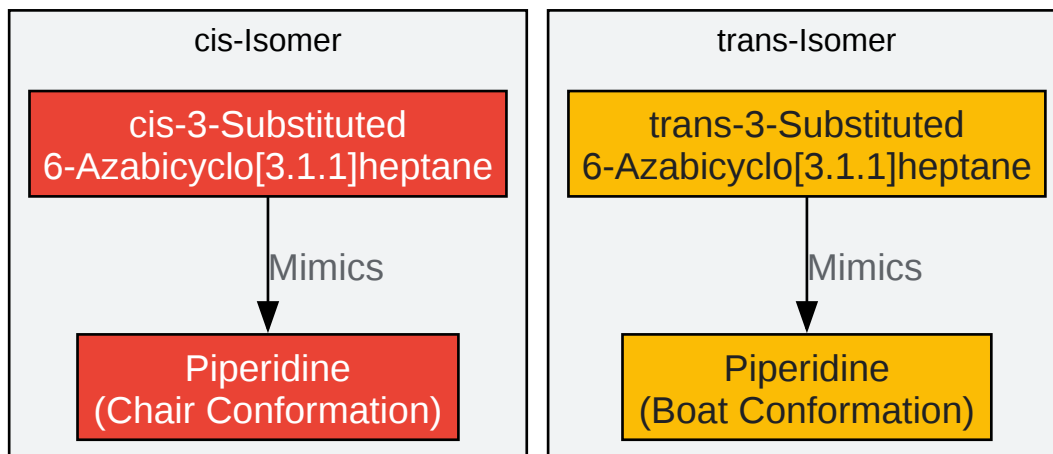 cis-Isomer
cis-3-Substituted
6-Azabicyclo[3.1.1]heptane
Mimics
Piperidine
(Chair Conformation)
trans-Isomer
trans-3-Substituted
6-Azabicyclo[3.1.1]heptane
Mimics
Piperidine
(Boat Conformation)